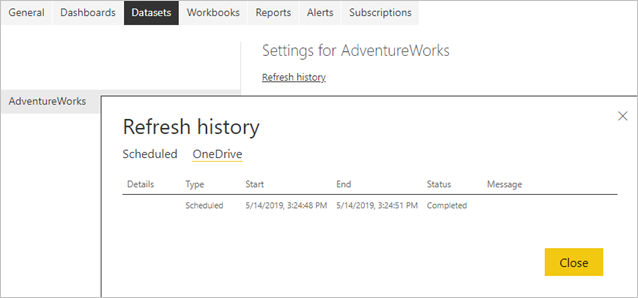 General Dashboards Datasets Workbooks Reports Alerts Subscriptions
Settings for AdventureWorks
Refresh history
AdventureWorks
Refresh history
Scheduled OneDrive
Details Type Start End Status Message
Scheduled 5/14/2019, 3:24:48 PM 5/14/2019, 3:24:51 PM Completed
Close